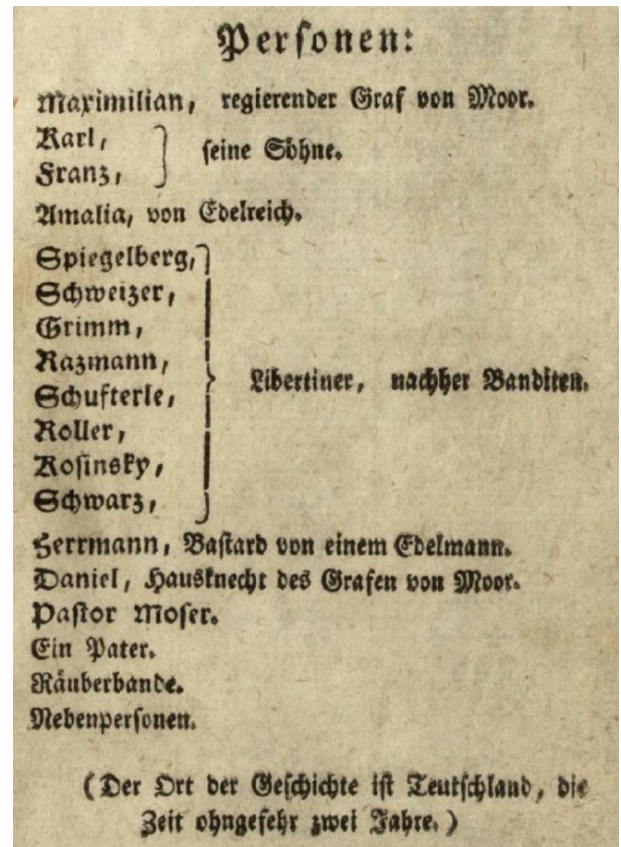 Personen:
Maximilian, regierender Graf von Moor.
Karl,
Franz,
seine Söhne.
Amalia, von Edelreich.
Spiegelberg,
Schweizer,
Grimm,
Razmann,
Schufterle,
Roller,
Kosinsky,
Schwarz,
Libertiner, nachher Banditen.
Herrmann, Bastard von einem Edelmann.
Daniel, Hausknecht des Grafen von Moor.
Pastor Moser.
Ein Pater.
Räuberbande.
Nebenpersonen.
(Der Ort der Geschichte ist Teutschland, die
Zeit ohngefehr zwei Jahre.)